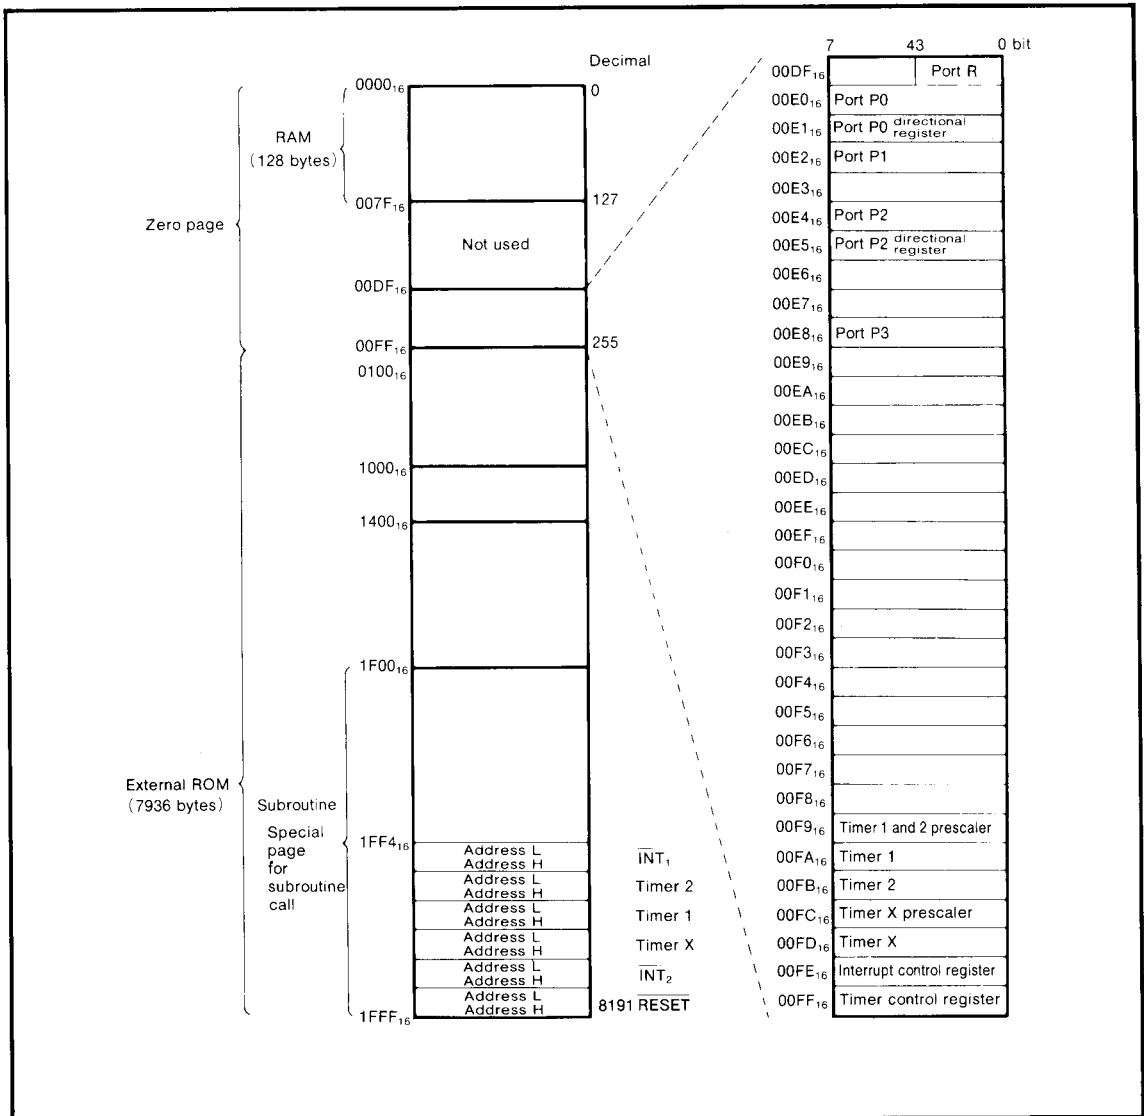 Decimal
0000₁₆
0
RAM
(128 bytes)
007F₁₆
127
Zero page
Not used
00DF₁₆
00FF₁₆
255
0100₁₆
1000₁₆
1400₁₆
1F00₁₆
External ROM
(7936 bytes)
Subroutine
Special
page
for
subroutine
call
1FF4₁₆
Address L
Address H
I̅N̅T̅₁
Address L
Address H
Timer 2
Address L
Address H
Timer 1
Address L
Address H
Timer X
Address L
Address H
I̅N̅T̅₂
Address L
Address H
1FFF₁₆
8191 R̅E̅S̅E̅T̅
7 43 0 bit
00DF₁₆ Port R
00E0₁₆ Port P0
00E1₁₆ Port P0 directional register
00E2₁₆ Port P1
00E3₁₆
00E4₁₆ Port P2
00E5₁₆ Port P2 directional register
00E6₁₆
00E7₁₆
00E8₁₆ Port P3
00E9₁₆
00EA₁₆
00EB₁₆
00EC₁₆
00ED₁₆
00EE₁₆
00EF₁₆
00F0₁₆
00F1₁₆
00F2₁₆
00F3₁₆
00F4₁₆
00F5₁₆
00F6₁₆
00F7₁₆
00F8₁₆
00F9₁₆ Timer 1 and 2 prescaler
00FA₁₆ Timer 1
00FB₁₆ Timer 2
00FC₁₆ Timer X prescaler
00FD₁₆ Timer X
00FE₁₆ Interrupt control register
00FF₁₆ Timer control register